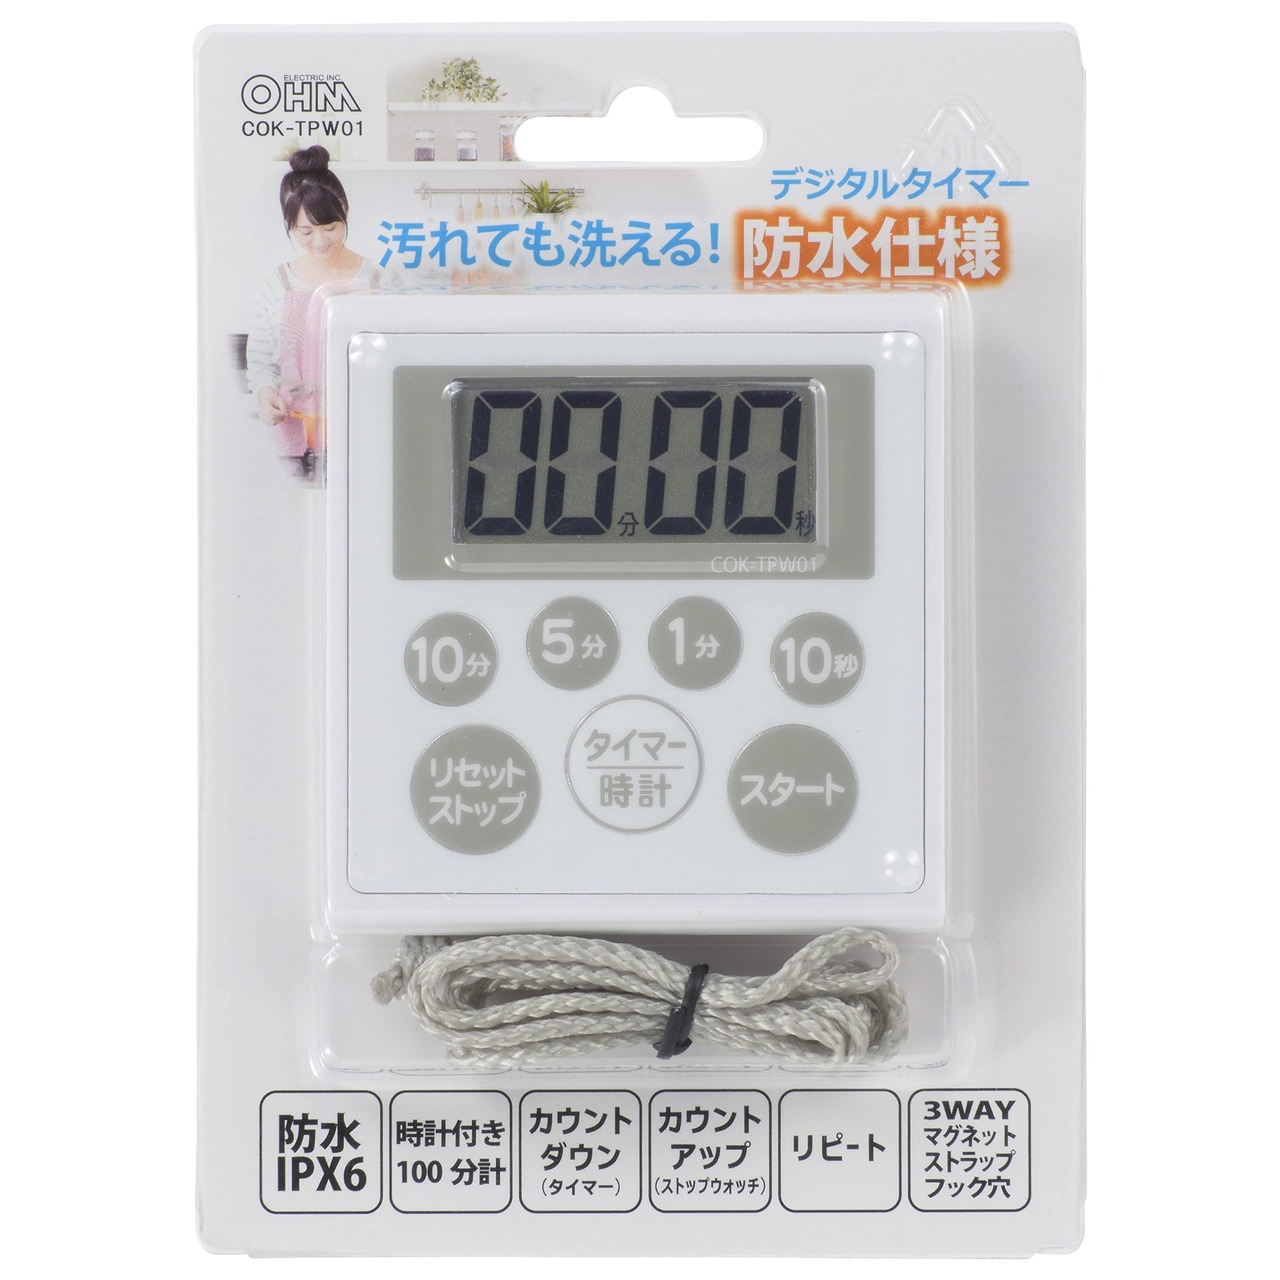 ELECTRIC INC.
OHM
COK-TPW01
デジタルタイマー
汚れても洗える!
防水仕様
00分00秒
COK-TPW01
10分
5分
1分
10秒
リセット
ストップ
タイマー
時計
スタート
防水
IPX6
時計付き
100分計
カウント
ダウン
(タイマー)
カウント
アップ
(ストップウォッチ)
リピート
3WAY
マグネット
ストラップ
フック穴